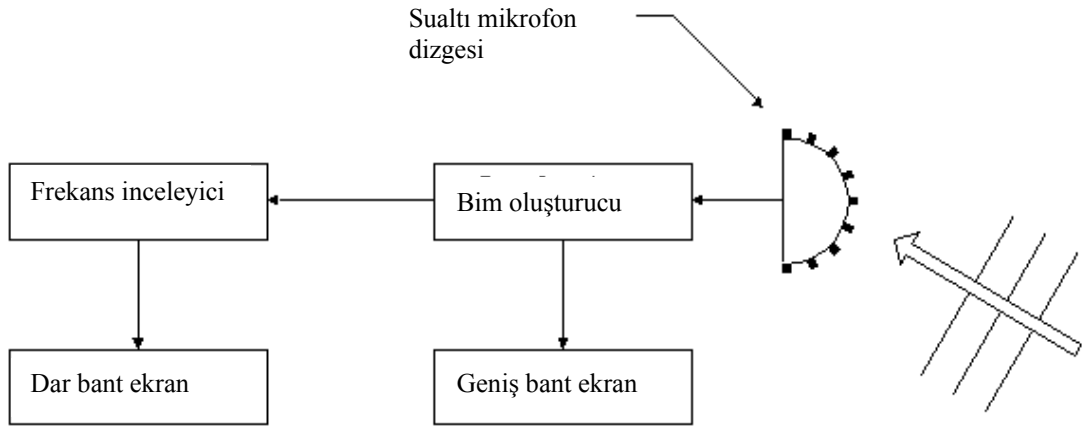 Sualtı mikrofon
dizgesi
Frekans inceleyici
Bim oluşturucu
Dar bant ekran
Geniş bant ekran